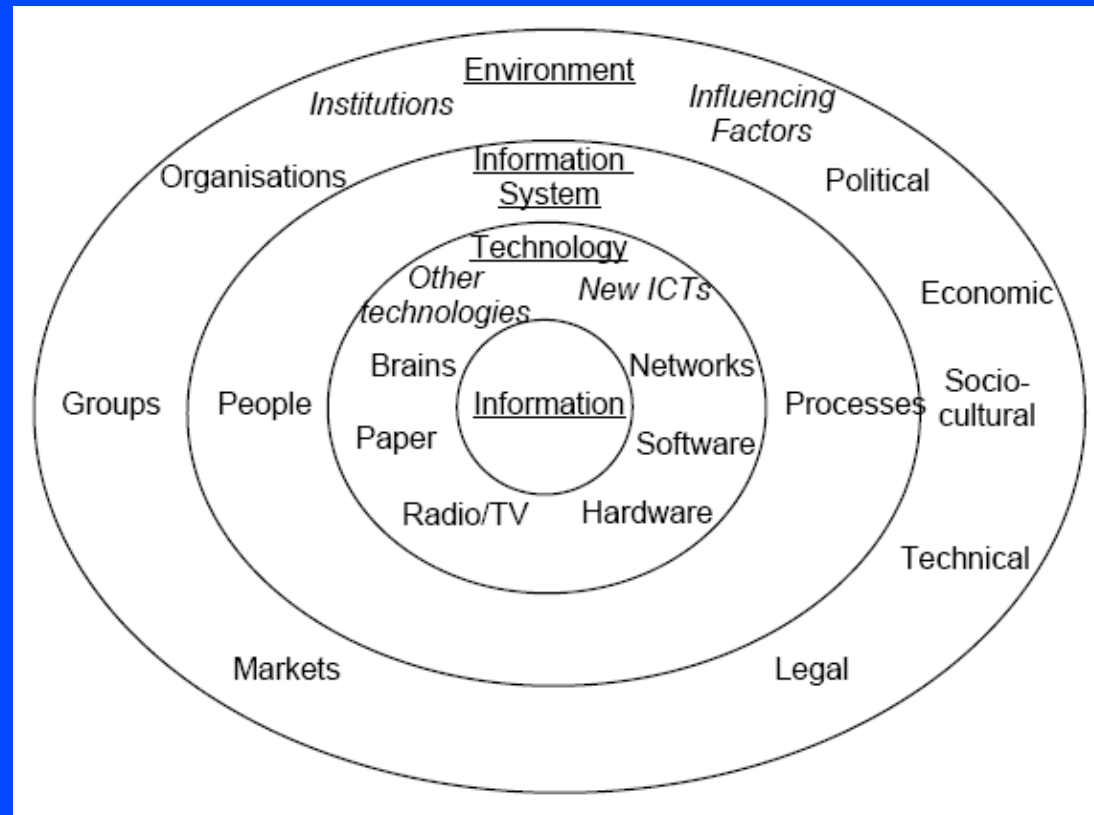 Environment
Institutions
Influencing
Factors
Organisations
Information
System
Political
Technology
Other
technologies
New ICTs
Economic
Brains
Networks
Groups
People
Information
Processes
Socio-
cultural
Paper
Software
Radio/TV
Hardware
Technical
Markets
Legal